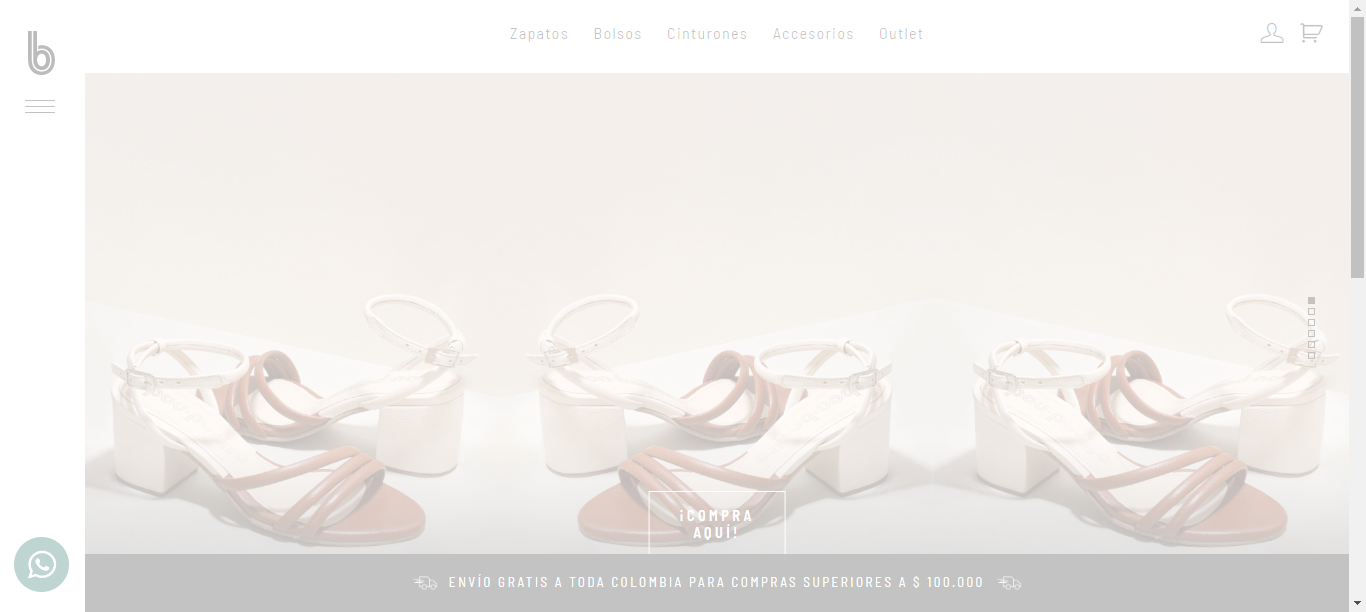 b
Zapatos Bolsos Cinturones Accesorios Outlet
¡COMPRA
AQUÍ!
ENVÍO GRATIS A TODA COLOMBIA PARA COMPRAS SUPERIORES A $ 100.000